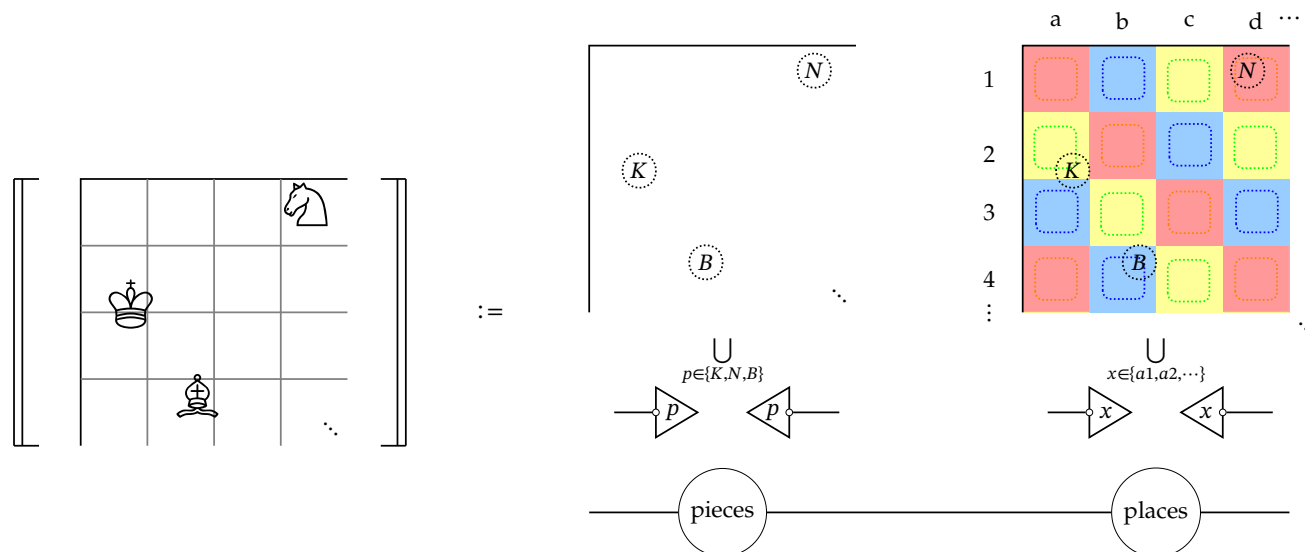 a b c d ⋯
N N
1
K 2 K
3
:=
B B
4
⋱ ⋮ ⋱
⋱
⋃ ⋃
p∈{K,N,B} x∈{a1,a2,⋯}
p p x x
pieces places